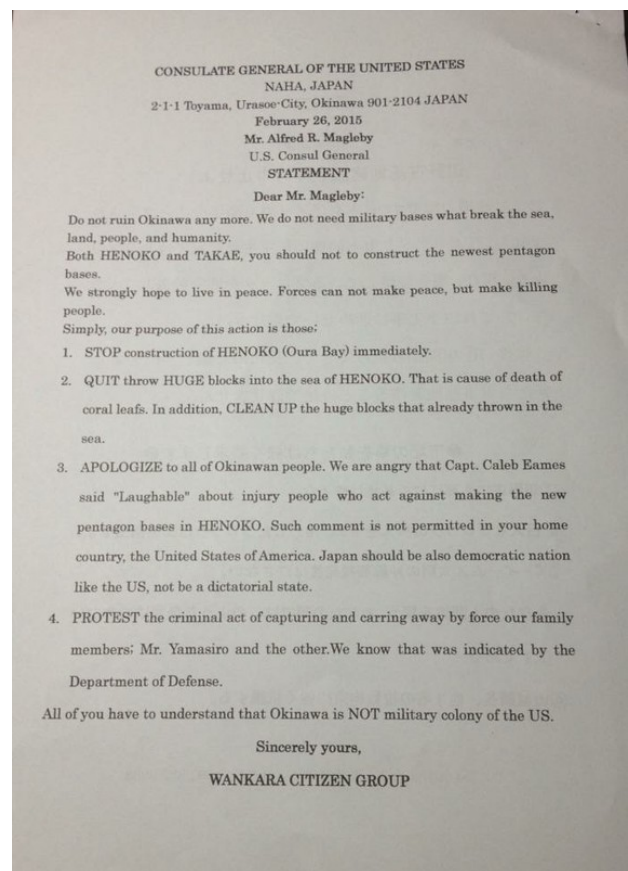 CONSULATE GENERAL OF THE UNITED STATES
NAHA, JAPAN
2-1-1 Toyama, Urasoe-City, Okinawa 901-2104 JAPAN
February 26, 2015
Mr. Alfred R. Magleby
U.S. Consul General
STATEMENT
Dear Mr. Magleby:
Do not ruin Okinawa any more. We do not need military bases what break the sea,
land, people, and humanity.
Both HENOKO and TAKAE, you should not to construct the newest pentagon
bases.
We strongly hope to live in peace. Forces can not make peace, but make killing
people.
Simply, our purpose of this action is those:
1. STOP construction of HENOKO (Oura Bay) immediately.
2. QUIT throw HUGE blocks into the sea of HENOKO. That is cause of death of
coral leafs. In addition, CLEAN UP the huge blocks that already thrown in the
sea.
3. APOLOGIZE to all of Okinawan people. We are angry that Capt. Caleb Eames
said "Laughable" about injury people who act against making the new
pentagon bases in HENOKO. Such comment is not permitted in your home
country, the United States of America. Japan should be also democratic nation
like the US, not be a dictatorial state.
4. PROTEST the criminal act of capturing and carring away by force our family
members; Mr. Yamasiro and the other.We know that was indicated by the
Department of Defense.
All of you have to understand that Okinawa is NOT military colony of the US.
Sincerely yours,
WANKARA CITIZEN GROUP